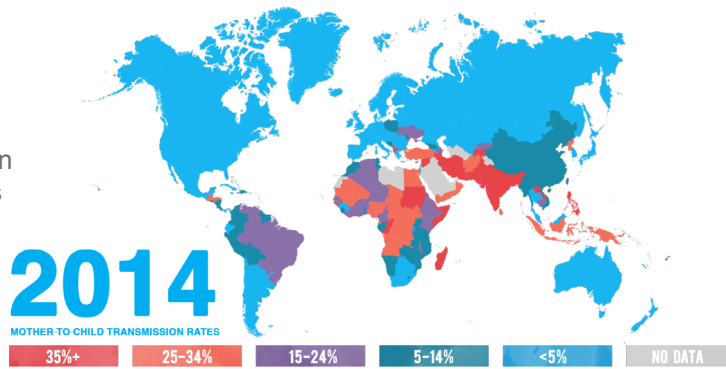 n
s
2014
MOTHER-TO-CHILD TRANSMISSION RATES
35%+
25-34%
15-24%
5-14%
<5%
NO DATA